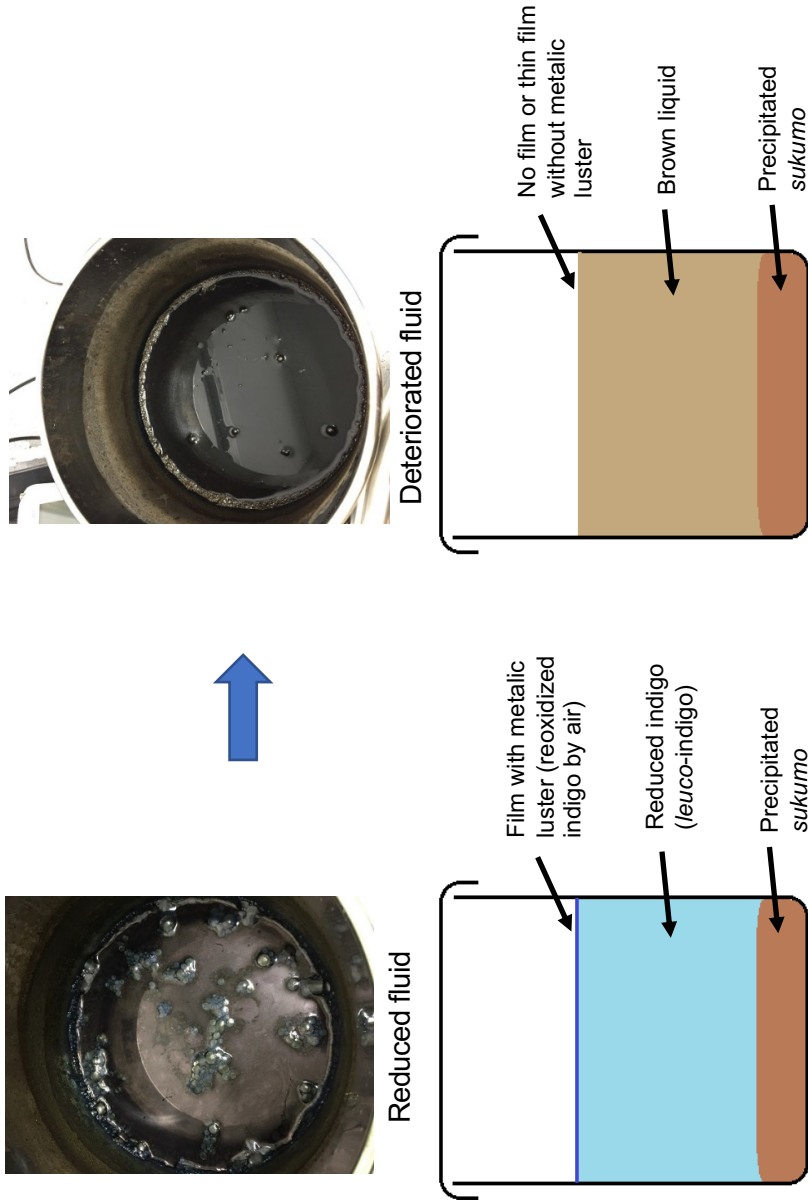 Reduced fluid
Film with metalic
luster (reoxidized
indigo by air)
Reduced indigo
(leuco-indigo)
Precipitated
sukumo
Deteriorated fluid
No film or thin film
without metalic
luster
Brown liquid
Precipitated
sukumo